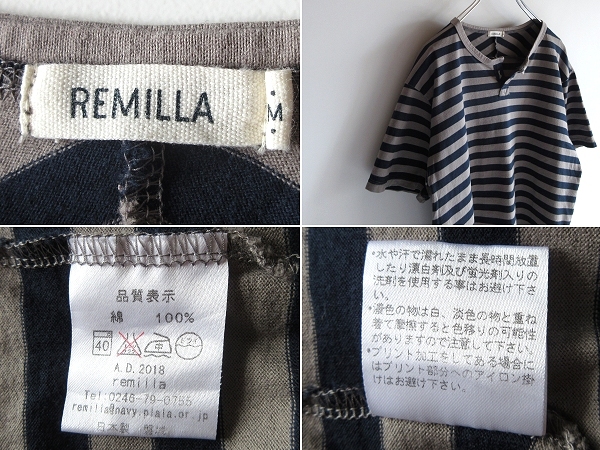 REMILLA
M
品質表示
綿 100%
40
中
A.D.2018
remilla
Tel:0246-79-0755
remilla@navy.plala.or.jp
日本製
•水や汗で濡れたまま長時間放置
したり漂白剤及び蛍光剤入りの
洗剤を使用する事はお避け下さい。
•濃色の物は白、淡色の物と重ね
着て摩擦すると色移りの可能性
がありますので注意して下さい。
•プリント加工をしてある場合に
はプリント部分へのアイロン掛
けはお避け下さい。